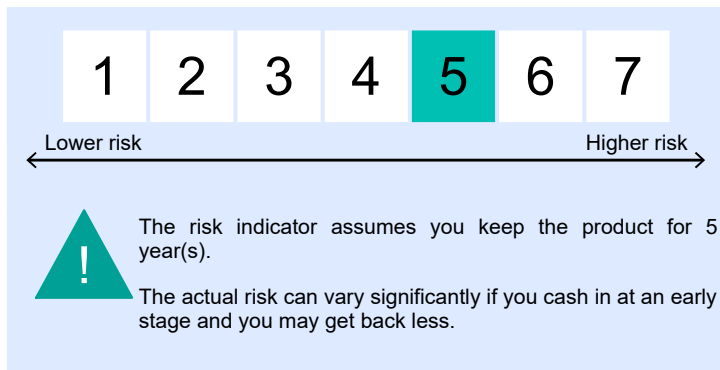 1 2 3 4 5 6 7
Lower risk Higher risk
!
The risk indicator assumes you keep the product for 5
year(s).
The actual risk can vary significantly if you cash in at an early
stage and you may get back less.